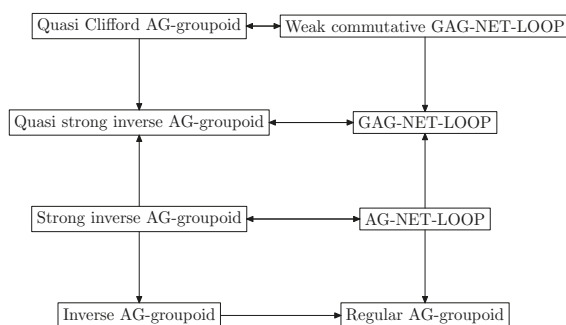 Quasi Clifford AG-groupoid
Weak commutative GAG-NET-LOOP
Quasi strong inverse AG-groupoid
GAG-NET-LOOP
Strong inverse AG-groupoid
AG-NET-LOOP
Inverse AG-groupoid
Regular AG-groupoid